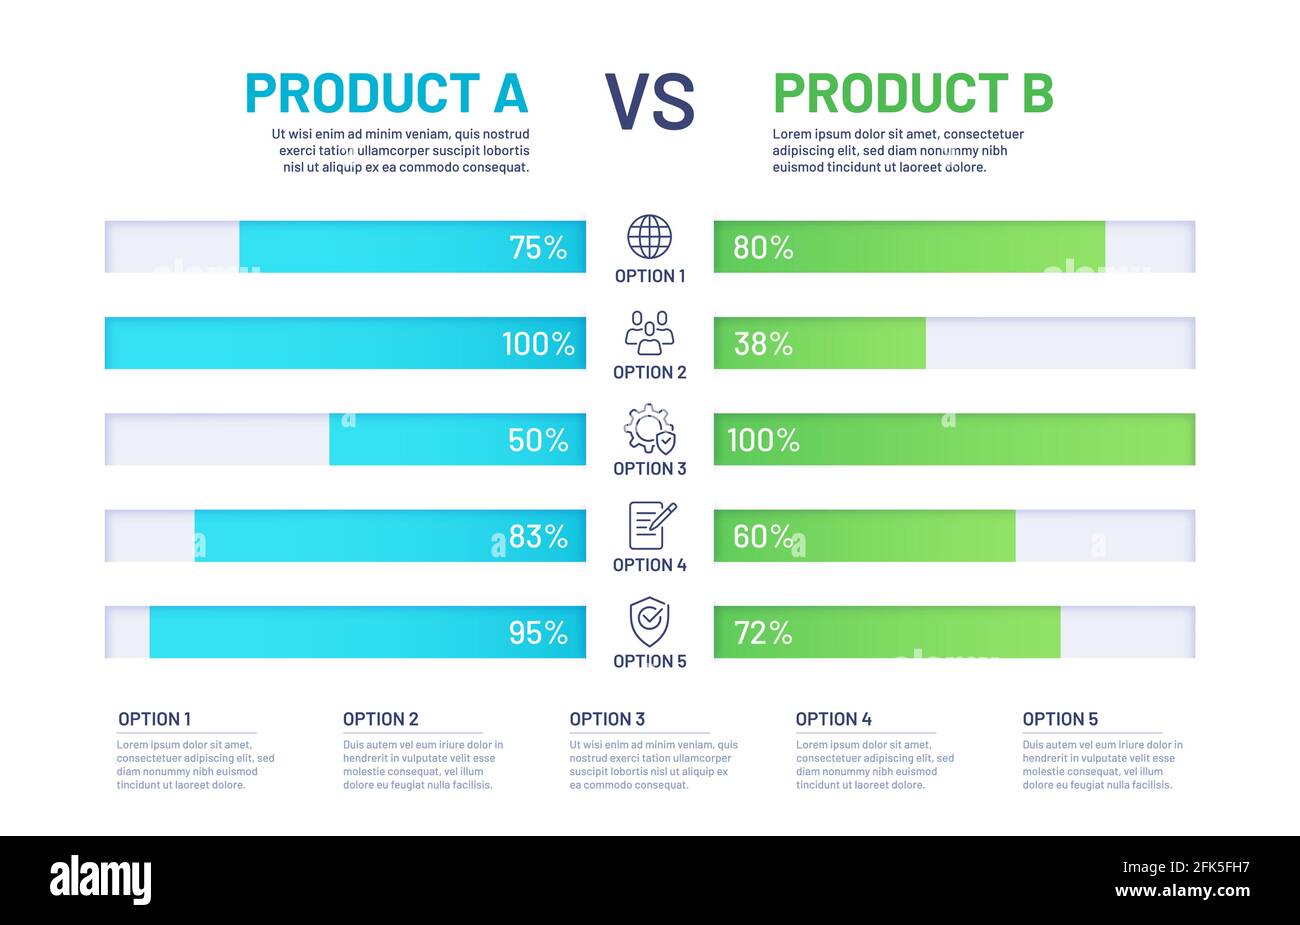 PRODUCT A
VS
PRODUCT B
Ut wisi enim ad minim veniam, quis nostrud
exerci tation ullamcorper suscipit lobortis
nisl ut aliquip ex ea commodo consequat.
Lorem ipsum dolor sit amet, consectetuer
adipiscing elit, sed diam nonummy nibh
euismod tincidunt ut laoreet dolore.
75%
OPTION 1
80%
100%
OPTION 2
38%
50%
OPTION 3
100%
83%
OPTION 4
60%
95%
OPTION 5
72%
OPTION 1
Lorem ipsum dolor sit amet,
consectetuer adipiscing elit, sed
diam nonummy nibh euismod
tincidunt ut laoreet dolore.
OPTION 2
Duis autem vel eum iriure dolor in
hendrerit in vulputate velit esse
molestie consequat, vel illum
dolore eu feugiat nulla facilisis.
OPTION 3
Ut wisi enim ad minim veniam, quis
nostrud exerci tation ullamcorper
suscipit lobortis nisl ut aliquip ex
ea commodo consequat.
OPTION 4
Lorem ipsum dolor sit amet,
consectetuer adipiscing elit, sed
diam nonummy nibh euismod
tincidunt ut laoreet dolore.
OPTION 5
Duis autem vel eum iriure dolor in
hendrerit in vulputate velit esse
molestie consequat, vel illum
dolore eu feugiat nulla facilisis.
alamy
Image ID: 2FK5FH7
www.alamy.com